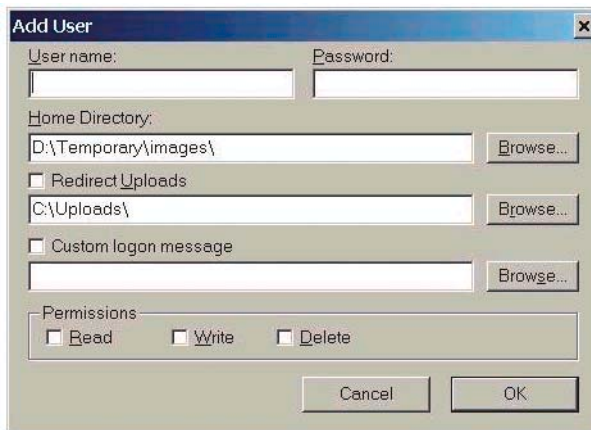 Add User
User name:
Password:
Home Directory:
D:\Temporary\images\
Browse...
Redirect Uploads
C:\Uploads\
Browse...
Custom logon message
Browse...
Permissions
Read
Write
Delete
Cancel
OK